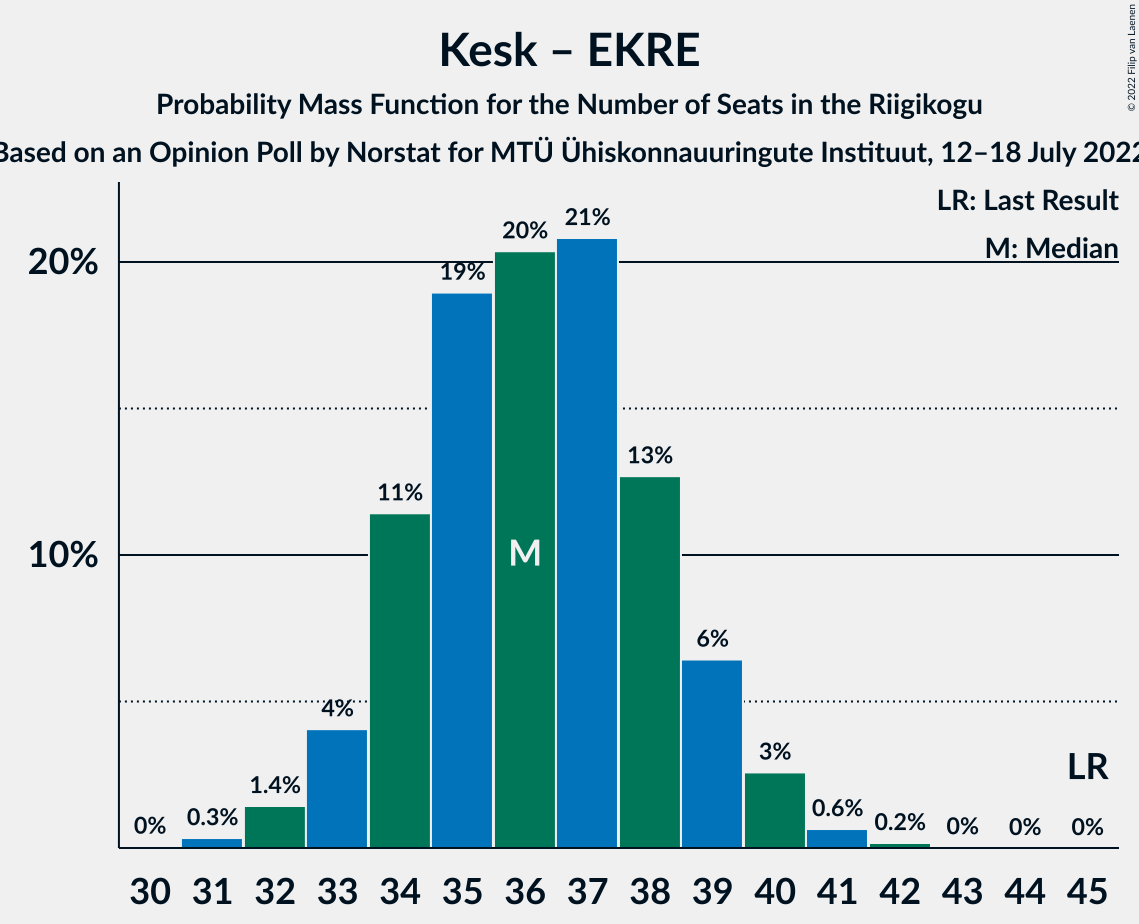 Kesk – EKRE
Probability Mass Function for the Number of Seats in the Riigikogu
Based on an Opinion Poll by Norstat for MTÜ Ühiskonnauuringute Instituut, 12–18 July 2022
© 2022 Filip van Laenen
LR: Last Result
M: Median
20%
10%
0%
0.3%
1.4%
4%
11%
19%
20%
21%
13%
6%
3%
0.6%
0.2%
0%
0%
0%
M
LR
30 31 32 33 34 35 36 37 38 39 40 41 42 43 44 45